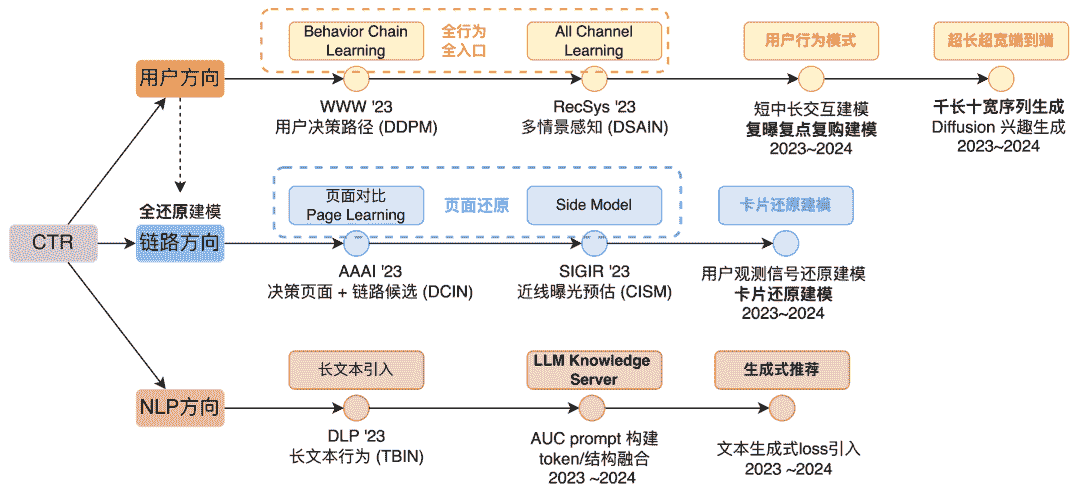 Behavior Chain
Learning
全行为
全入口
All Channel
Learning
用户行为模式
超长超宽端到端
用户方向
WWW '23
用户决策路径 (DDPM)
RecSys '23
多情景感知 (DSAIN)
短中长交互建模
复曝复点复购建模
2023~2024
千长十宽序列生成
Diffusion 兴趣生成
2023~2024
全还原建模
页面对比
Page Learning
页面还原
Side Model
卡片还原建模
CTR
链路方向
AAAI '23
决策页面 + 链路候选 (DCIN)
SIGIR '23
近线曝光预估 (CISM)
用户观测信号还原建模
卡片还原建模
2023~2024
长文本引入
LLM Knowledge
Server
生成式推荐
NLP方向
DLP '23
长文本行为 (TBIN)
AUC prompt 构建
token/结构融合
2023 ~2024
文本生成式loss引入
2023 ~2024